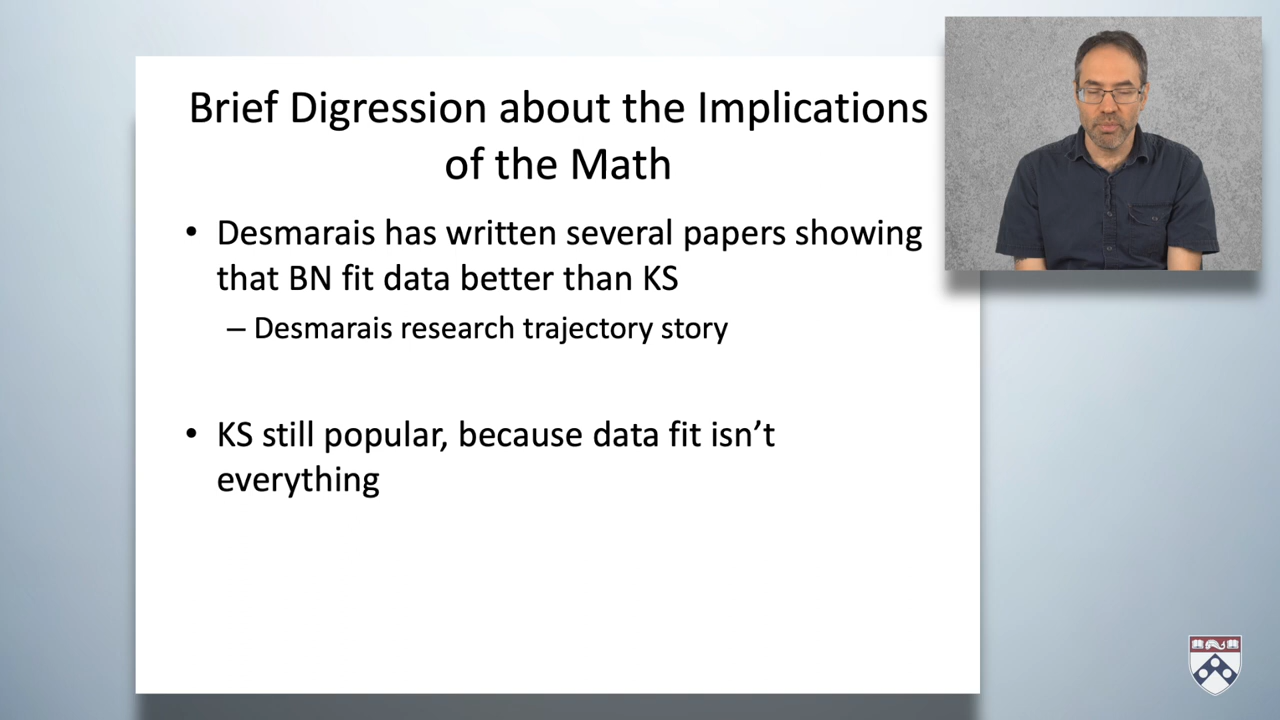 Brief Digression about the Implications
of the Math
• Desmarais has written several papers showing
that BN fit data better than KS
– Desmarais research trajectory story
• KS still popular, because data fit isn’t
everything